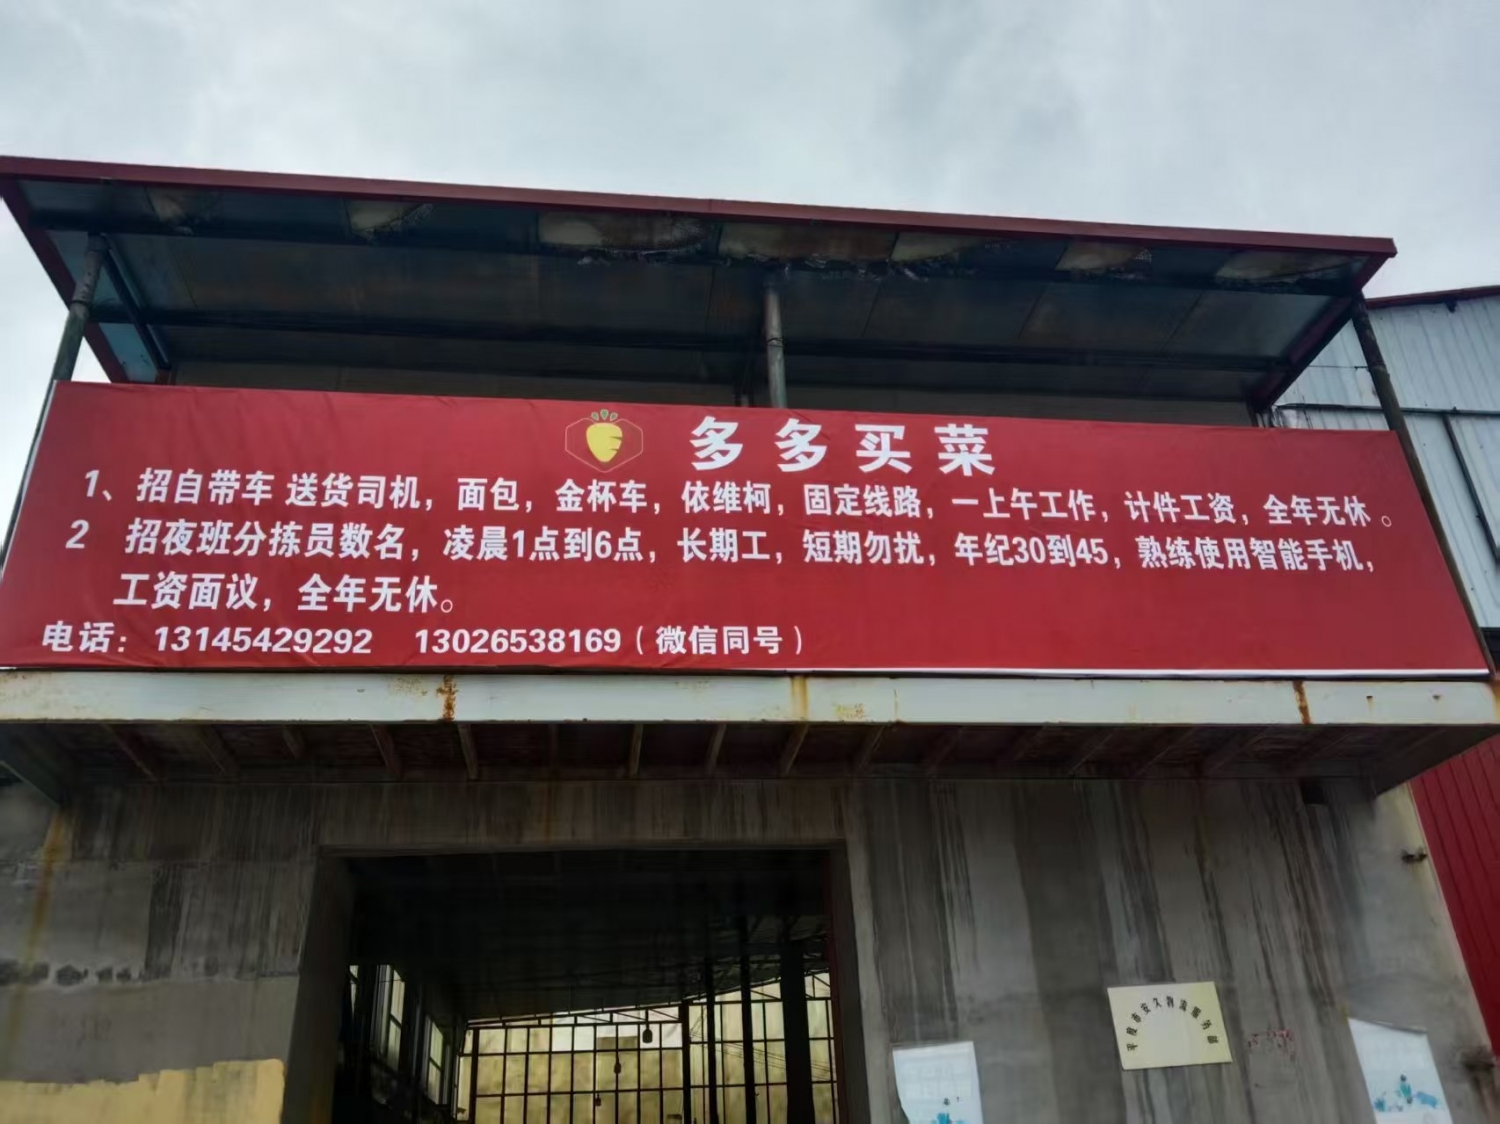 多多买菜
1、招自带车 送货司机，面包，金杯车，依维柯，固定线路，一上午工作，计件工资，全年无休。
2 招夜班分拣员数名，凌晨1点到6点，长期工，短期勿扰，年纪30到45，熟练使用智能手机，
工资面议，全年无休。
电话：13145429292 13026538169（微信同号）